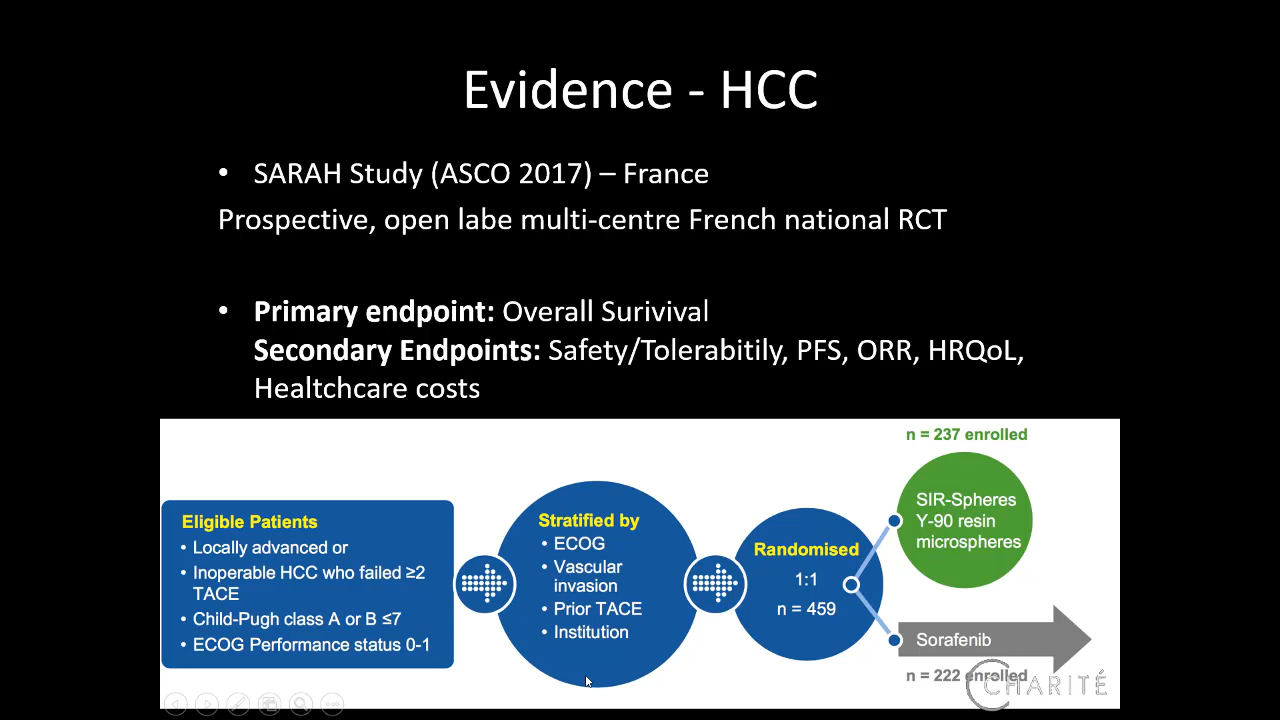 Evidence - HCC
• SARAH Study (ASCO 2017) – France
Prospective, open labe multi-centre French national RCT
• Primary endpoint: Overall Surivival
Secondary Endpoints: Safety/Tolerabitily, PFS, ORR, HRQoL,
Healtchcare costs
Eligible Patients
• Locally advanced or
• Inoperable HCC who failed ≥2
TACE
• Child-Pugh class A or B ≤7
• ECOG Performance status 0-1
Stratified by
• ECOG
• Vascular
invasion
• Prior TACE
• Institution
Randomised
1:1
n = 459
n = 237 enrolled
SIR-Spheres
Y-90 resin
microspheres
Sorafenib
n = 222 enrolled
CHARITÉ